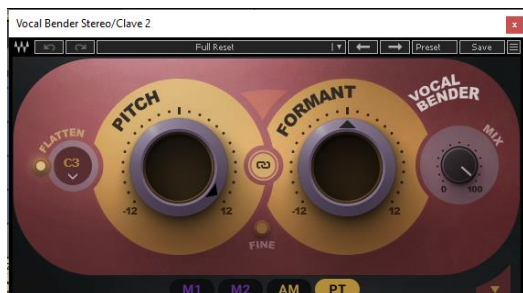 Vocal Bender Stereo/Clave 2
x
Full Reset
Preset
Save
PITCH
FORMANT
VOCAL
BENDER
FLATTEN
C3
MIX
-12
12
-12
12
0
100
FINE
M1
M2
AM
PT